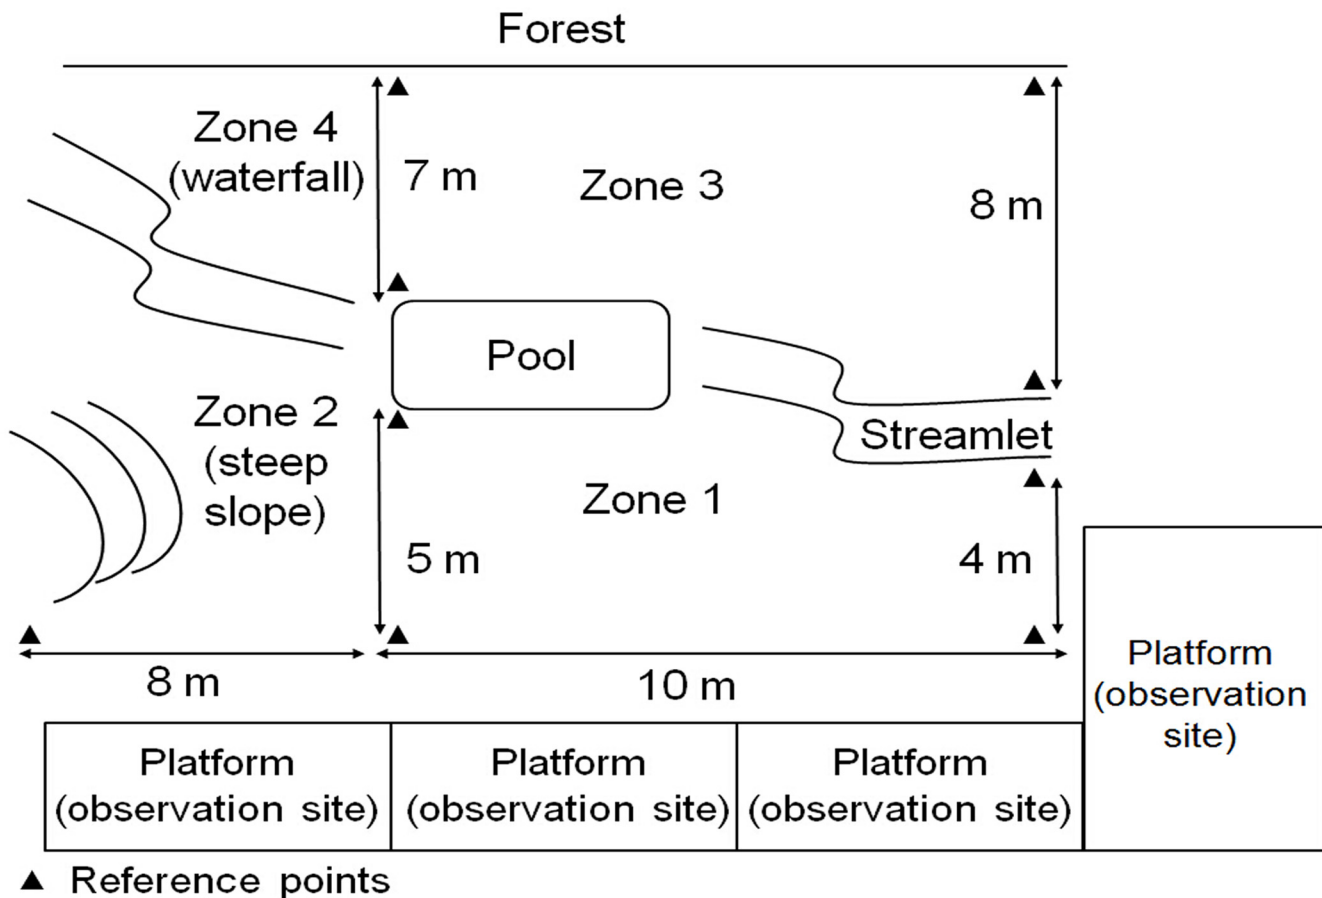 Forest
Zone 4
(waterfall)
7 m
Zone 3
8 m
Pool
Zone 2
(steep
slope)
Streamlet
Zone 1
5 m
4 m
8 m
10 m
Platform
(observation
site)
Platform
(observation site)
Platform
(observation site)
Platform
(observation site)
▲ Reference points